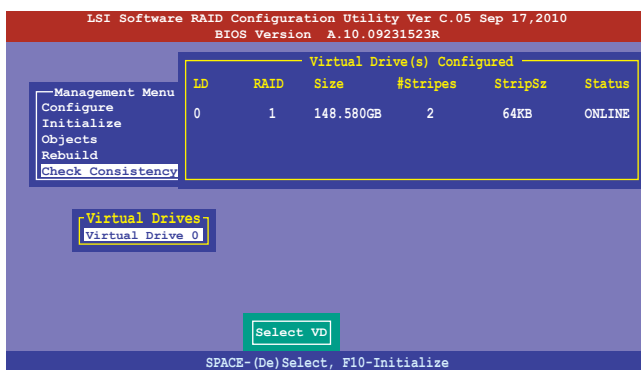 LSI Software RAID Configuration Utility Ver C.05 Sep 17,2010
BIOS Version A.10.09231523R
Virtual Drive(s) Configured
LD RAID Size #Stripes StripSz Status
0 1 148.580GB 2 64KB ONLINE
Management Menu
Configure
Initialize
Objects
Rebuild
Check Consistency
Virtual Drives
Virtual Drive 0
Select VD
SPACE-(De)Select, F10-Initialize